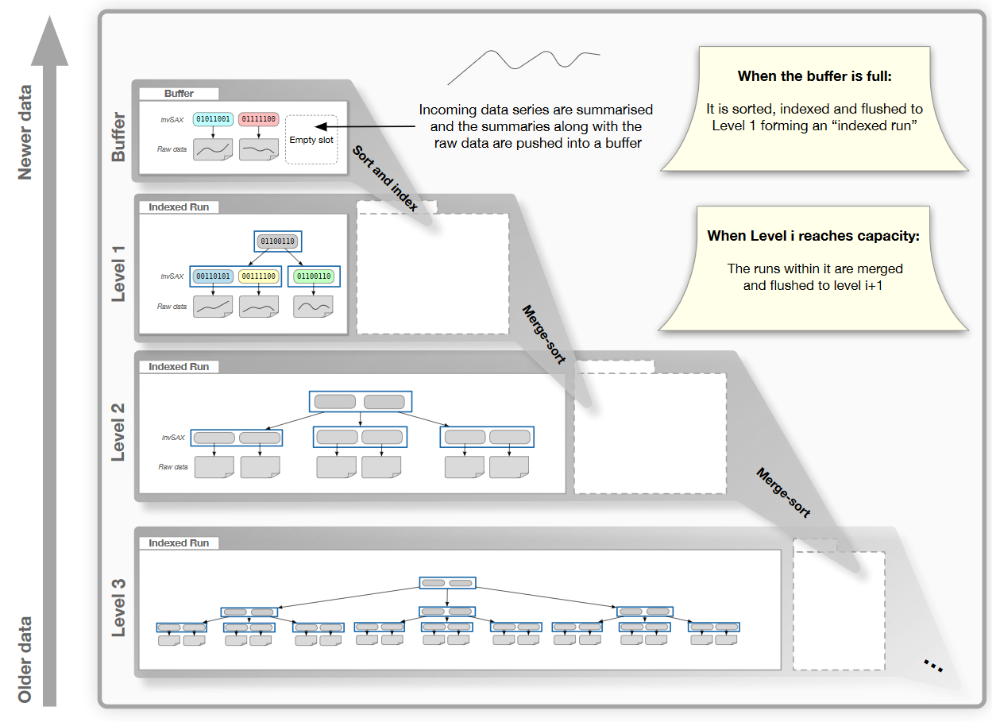 Newer data
Older data
Buffer
Buffer
InvSAX
01011001
01111100
Raw data
Empty slot
Incoming data series are summarised
and the summaries along with the
raw data are pushed into a buffer
When the buffer is full:
It is sorted, indexed and flushed to
Level 1 forming an “indexed run”
Sort and index
Level 1
Indexed Run
01100110
InvSAX
00110101
00111100
01100110
Raw data
When Level i reaches capacity:
The runs within it are merged
and flushed to level i+1
Merge-sort
Level 2
Indexed Run
InvSAX
Raw data
Merge-sort
Level 3
Indexed Run
...